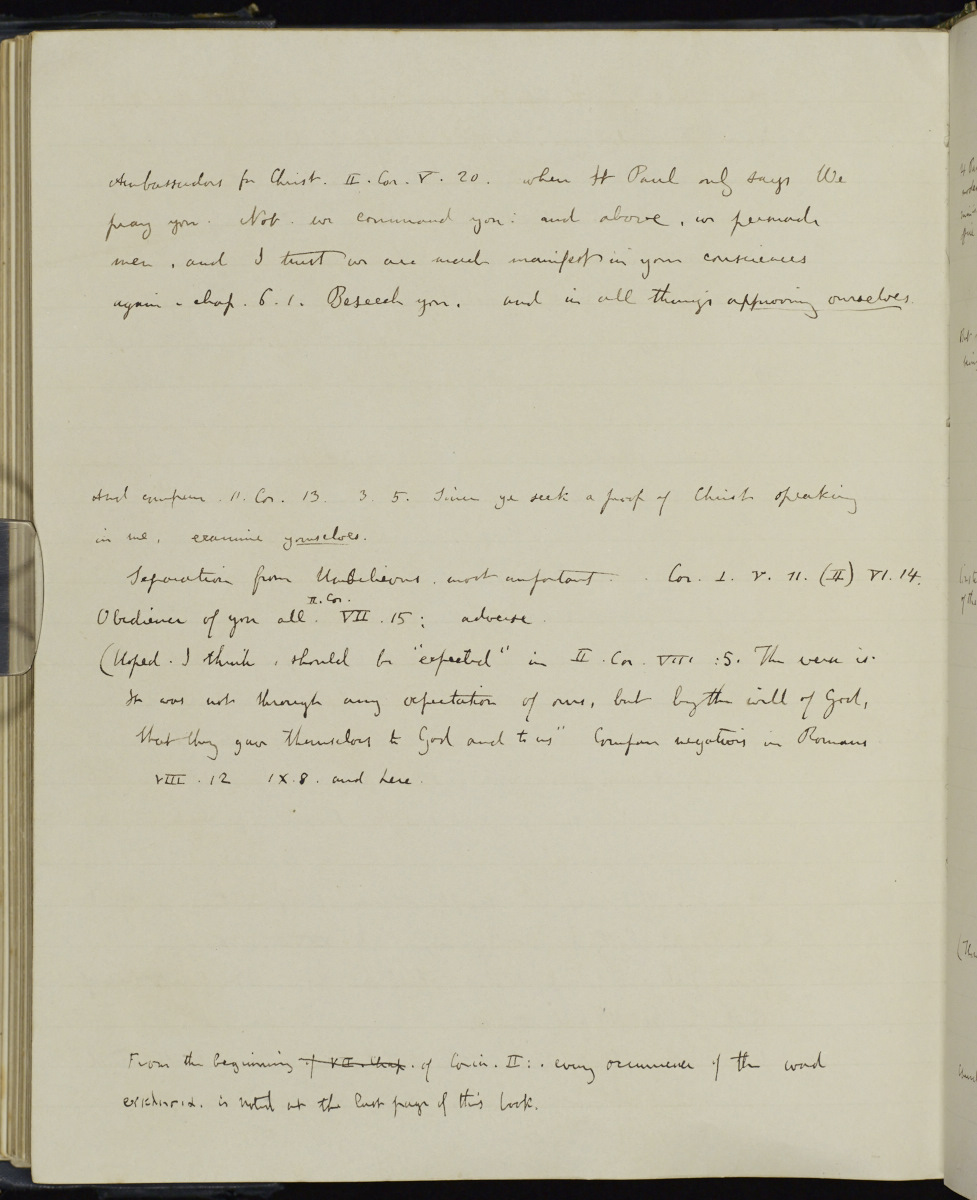 Ambassadors for Christ. II. Cor. V. 20. when St Paul only says We
pray you. Not. we command you: and above, we persuade
men, and I trust we are made manifest in your consciences
again - chap. 6. 1. Beseech you. and in all things approving ourselves.
And compare. II. Cor. 13. 3. 5. Since ye seek a proof of Christ speaking
in me, examine yourselves.
Separation from Unbelievers. most important. Cor. I. V. 11. (II) VI. 14.
Obedience of you all. II. Cor. VII. 15: adverse.
(Hoped. I think, should be "expected" in II. Cor. VIII: 5. The verse is.
It was not through any expectation of ours, but by the will of God,
that they gave themselves to God and to us" Compare negations in Romans
VIII. 12 IX. 8. and here.
From the beginning of VII. Chap. of Corin. II: every occurrence of the word
εκκλησια. is noted at the last page of this book.